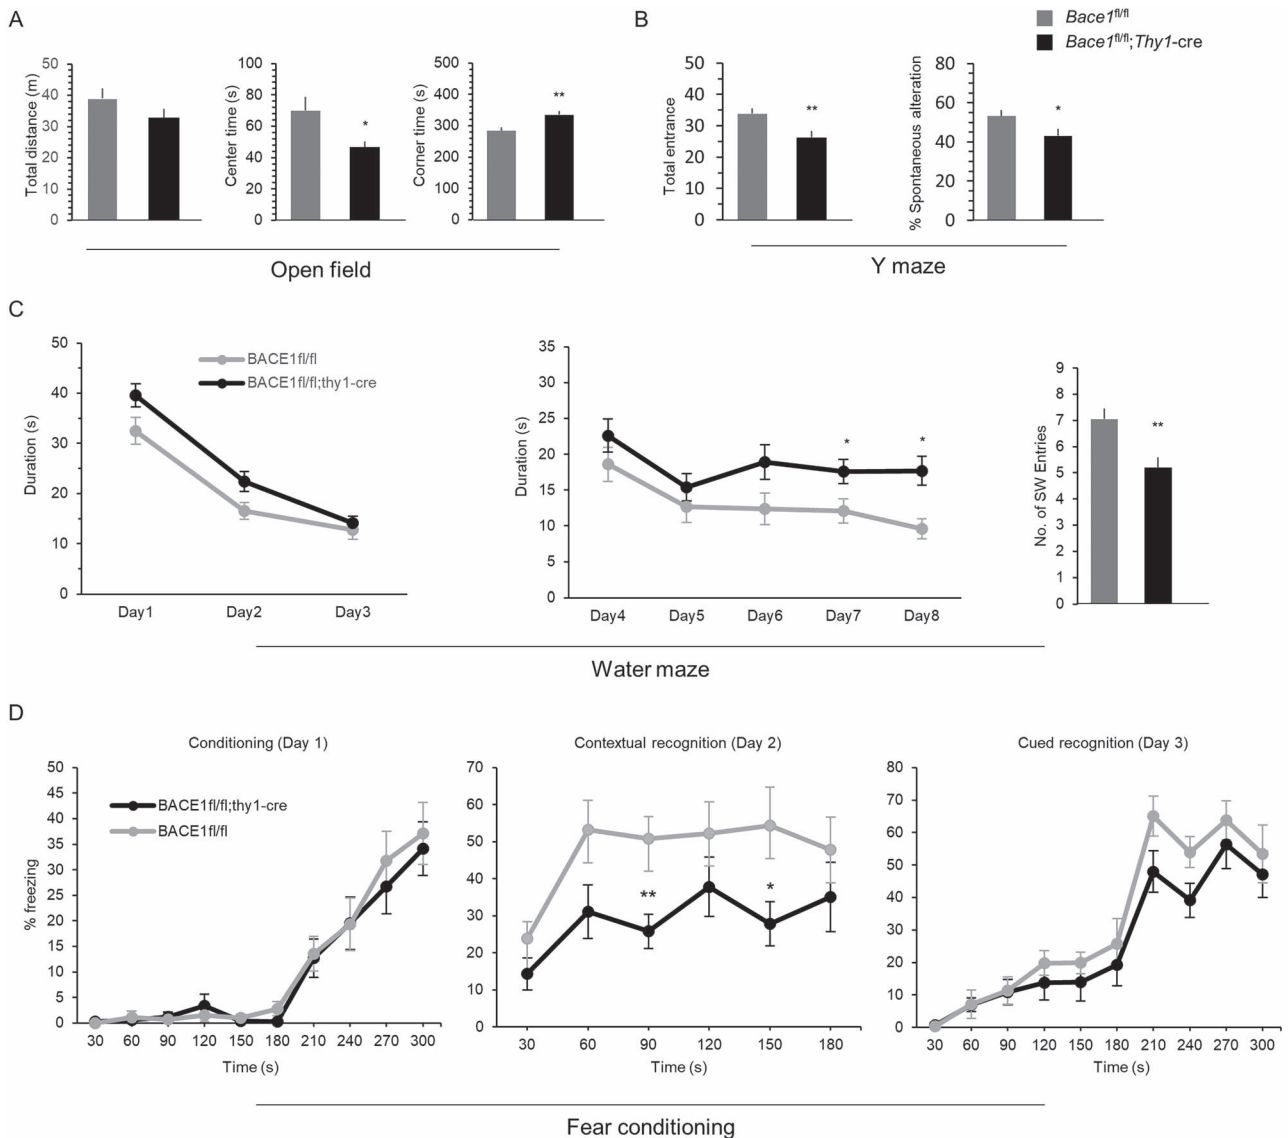 A
B
Bace1fl/fl
Bace1fl/fl;Thy1-cre
Total distance (m)
50
40
30
20
10
0
Center time (s)
100
80
60
40
20
0
*
Corner time (s)
500
400
300
200
100
0
**
Total entrance
50
40
30
20
10
0
**
% Spontaneous alteration
80
60
40
20
0
*
Open field
Y maze
C
Duration (s)
50
40
30
20
10
0
BACE1fl/fl
BACE1fl/fl;thy1-cre
Day1 Day2 Day3
Duration (s)
35
30
25
20
15
10
5
0
* *
Day4 Day5 Day6 Day7 Day8
No. of SW Entries
9
8
7
6
5
4
3
2
1
0
**
Water maze
D
Conditioning (Day 1)
% freezing
50
45
40
35
30
25
20
15
10
5
0
BACE1fl/fl;thy1-cre
BACE1fl/fl
30 60 90 120 150 180 210 240 270 300
Time (s)
Contextual recognition (Day 2)
70
60
50
40
30
20
10
0
** *
30 60 90 120 150 180
Time (s)
Cued recognition (Day 3)
80
70
60
50
40
30
20
10
0
30 60 90 120 150 180 210 240 270 300
Time (s)
Fear conditioning